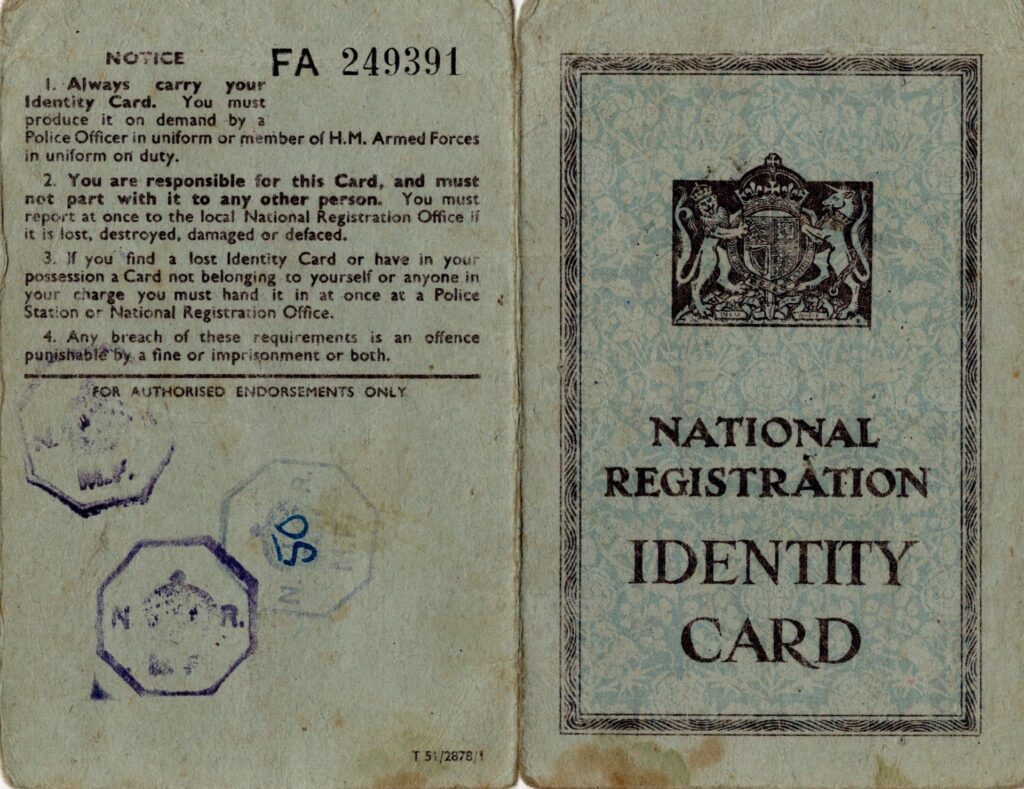 NOTICE
FA 249391
1. Always carry your
Identity Card. You must
produce it on demand by a
Police Officer in uniform or member of H.M. Armed Forces
in uniform on duty.
2. You are responsible for this Card, and must
not part with it to any other person. You must
report at once to the local National Registration Office if
it is lost, destroyed, damaged or defaced.
3. If you find a lost Identity Card or have in your
possession a Card not belonging to yourself or anyone in
your charge you must hand it in at once at a Police
Station or National Registration Office.
4. Any breach of these requirements is an offence
punishable by a fine or imprisonment or both.
FOR AUTHORISED ENDORSEMENTS ONLY
N.
N. R.
50
N R.
T 51/2878/1
NATIONAL
REGISTRATION
IDENTITY
CARD